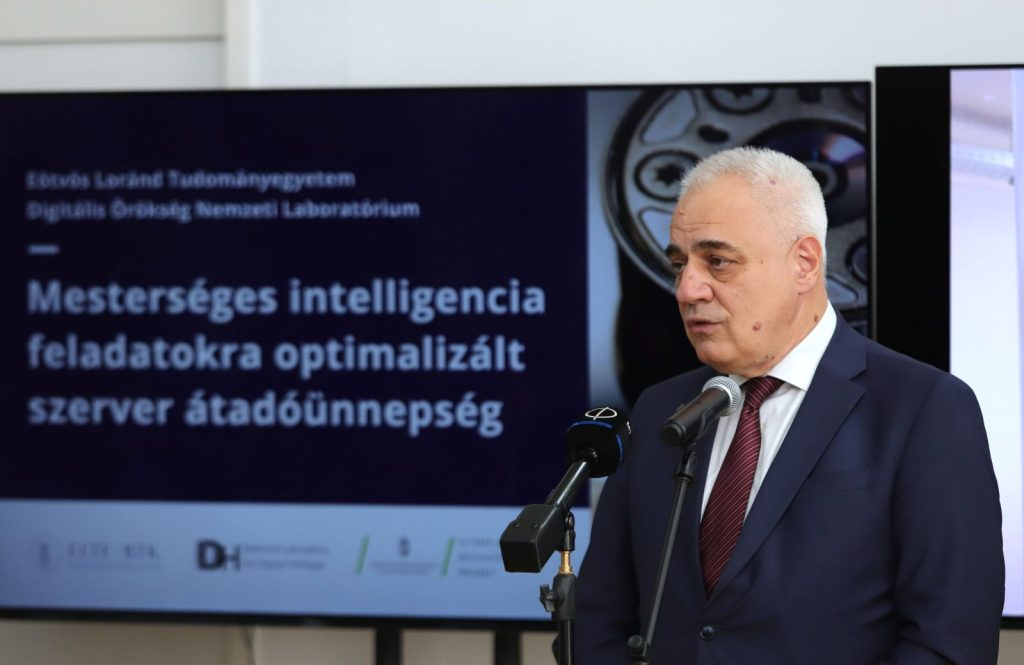 Eötvös Loránd Tudományegyetem
Digitális Örökség Nemzeti Laboratórium
Mesterséges intelligencia
feladatokra optimalizált
szerver átadóünnepség
ELTE BTK
DH